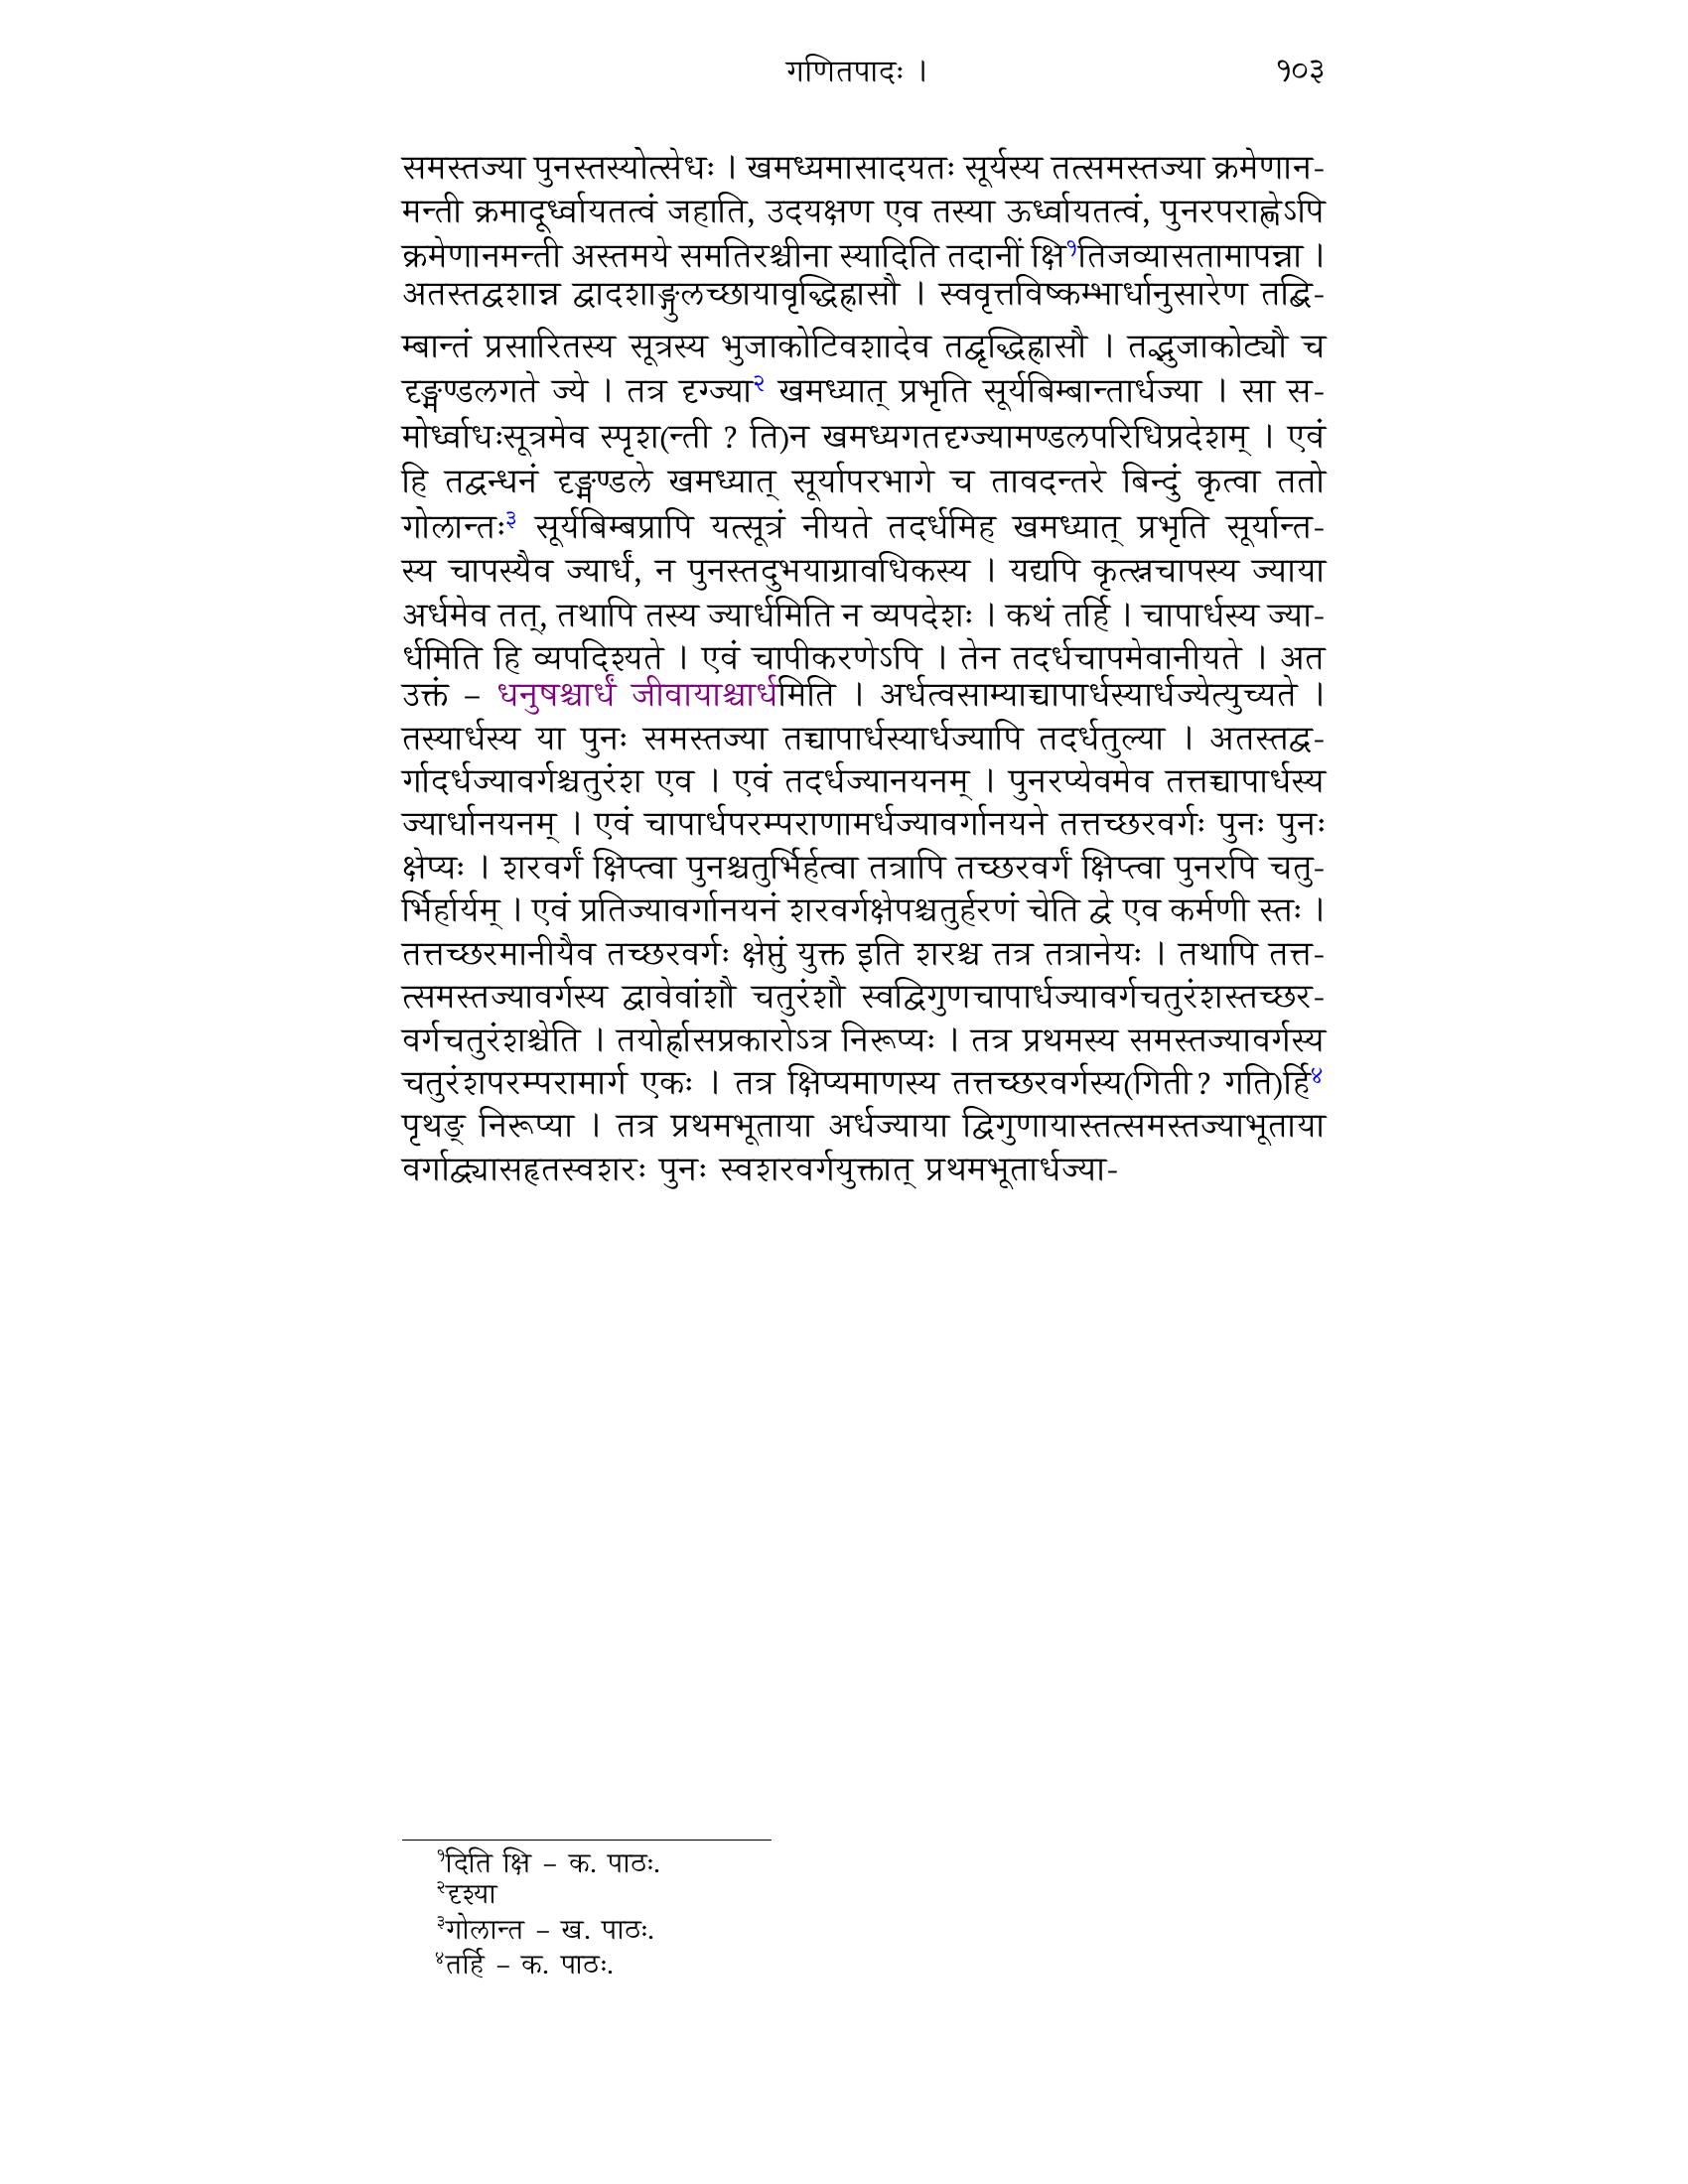 गणितपादः ।
१०३
समस्तज्या पुनस्तस्योत्सेधः । खमध्यमासादयतः सूर्यस्य तत्समस्तज्या क्रमेणान-
मन्ती क्रमादूर्ध्वायतत्वं जहाति, उदयक्षण एव तस्या ऊर्ध्वायतत्वं, पुनरपराह्णेऽपि
क्रमेणानमन्ती अस्तमये समतिरश्चीना स्यादिति तदानीं क्षि१तिजव्यासतामापन्ना ।
अतस्तद्वशान्न द्वादशाङ्गुलच्छायावृद्धिह्रासौ । स्ववृत्तविष्कम्भार्धानुसारेण तद्बि-
म्बान्तं प्रसारितस्य सूत्रस्य भुजाकोटिवशादेव तद्वृद्धिह्रासौ । तद्भुजाकोट्यौ च
दृङ्मण्डलगते ज्ये । तत्र दृग्ज्या२ खमध्यात् प्रभृति सूर्यबिम्बान्तार्धज्या । सा स-
मोर्ध्वाधःसूत्रमेव स्पृश(न्ती ? ति)न खमध्यगतदृग्ज्यामण्डलपरिधिप्रदेशम् । एवं
हि तद्बन्धनं दृङ्मण्डले खमध्यात् सूर्यापरभागे च तावदन्तरे बिन्दुं कृत्वा ततो
गोलान्तः३ सूर्यबिम्बप्रापि यत्सूत्रं नीयते तदर्धमिह खमध्यात् प्रभृति सूर्यान्त-
स्य चापस्यैव ज्यार्धं, न पुनस्तदुभयाग्रावधिकस्य । यद्यपि कृत्स्नचापस्य ज्याया
अर्धमेव तत्, तथापि तस्य ज्यार्धमिति न व्यपदेशः । कथं तर्हि । चापार्धस्य ज्या-
र्धमिति हि व्यपदिश्यते । एवं चापीकरणेऽपि । तेन तदर्धचापमेवानीयते । अत
उक्तं – धनुषश्चार्धं जीवायाश्चार्धमिति । अर्धत्वसाम्याच्चापार्धस्यार्धज्येत्युच्यते ।
तस्यार्धस्य या पुनः समस्तज्या तच्चापार्धस्यार्धज्यापि तदर्धतुल्या । अतस्तद्व-
र्गादर्धज्यावर्गश्चतुरंश एव । एवं तदर्धज्यानयनम् । पुनरप्येवमेव तत्तच्चापार्धस्य
ज्यार्धानयनम् । एवं चापार्धपरम्पराणामर्धज्यावर्गानयने तत्तच्छरवर्गः पुनः पुनः
क्षेप्यः । शरवर्गं क्षिप्त्वा पुनश्चतुर्भिर्हत्वा तत्रापि तच्छरवर्गं क्षिप्त्वा पुनरपि चतु-
र्भिर्हार्यम् । एवं प्रतिज्यावर्गानयनं शरवर्गक्षेपश्चतुर्हरणं चेति द्वे एव कर्मणी स्तः ।
तत्तच्छरमानीयैव तच्छरवर्गः क्षेप्तुं युक्त इति शरश्च तत्र तत्रानेयः । तथापि तत्त-
त्समस्तज्यावर्गस्य द्वावेवांशौ चतुरंशौ स्वद्विगुणचापार्धज्यावर्गचतुरंशस्तच्छर-
वर्गचतुरंशश्चेति । तयोर्ह्रासप्रकारोऽत्र निरूप्यः । तत्र प्रथमस्य समस्तज्यावर्गस्य
चतुरंशपरम्परामार्ग एकः । तत्र क्षिप्यमाणस्य तत्तच्छरवर्गस्य(गिती ? गति)र्हि४
पृथङ् निरूप्या । तत्र प्रथमभूताया अर्धज्याया द्विगुणायास्तत्समस्तज्याभूताया
वर्गाद्व्यासहृतस्वशरः पुनः स्वशरवर्गयुक्तात् प्रथमभूतार्धज्या-
१दिति क्षि – क. पाठः.
२दृश्या
३गोलान्त – ख. पाठः.
४तर्हि – क. पाठः.